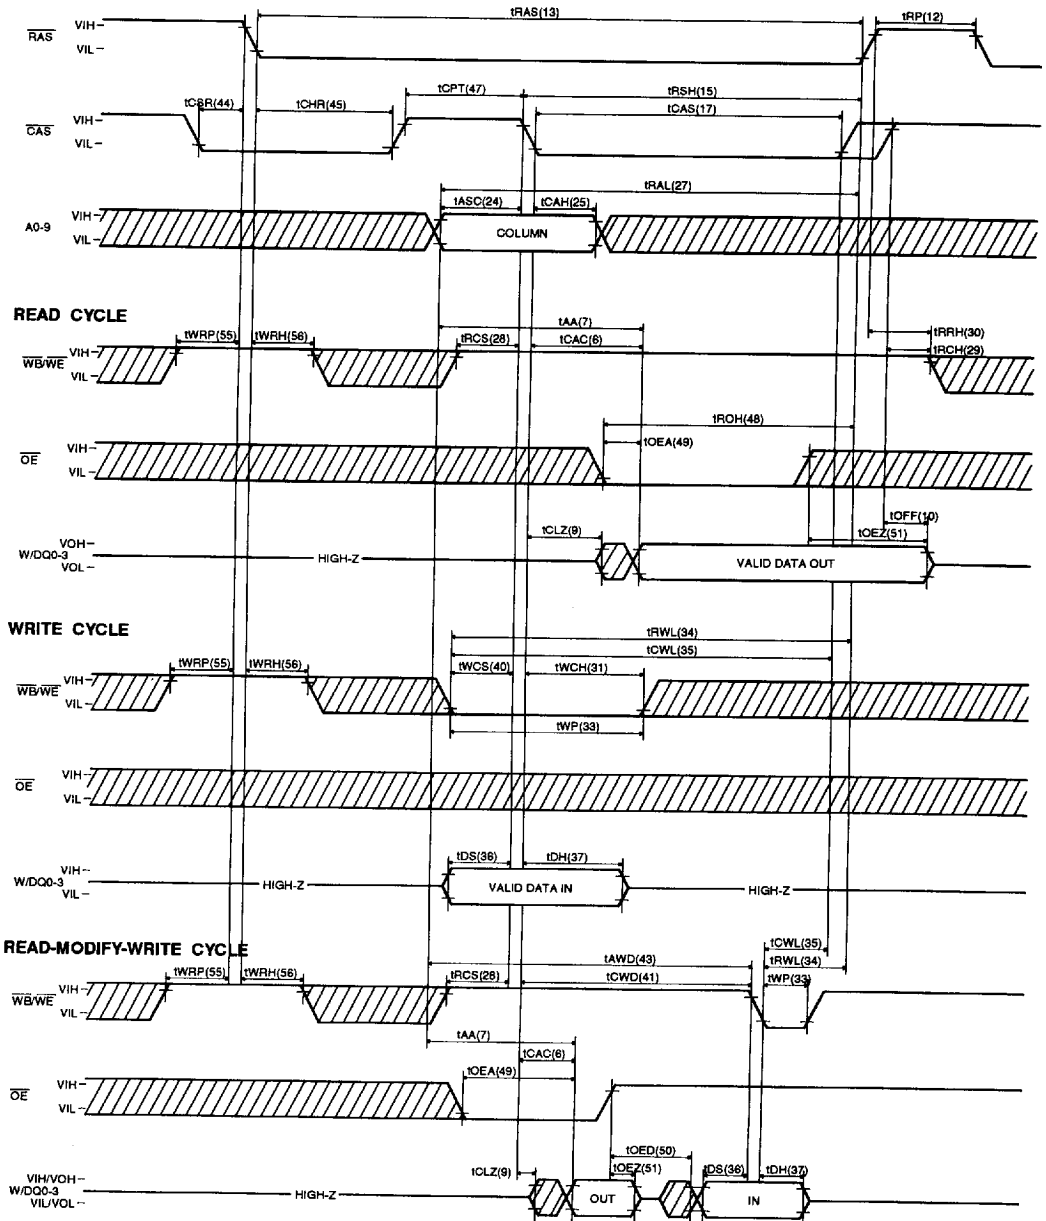 tRAS(13) tRP(12)
RAS VIH
VIL
tCSR(44) tCHR(45) tCPT(47) tRSH(15)
tCAS(17)
CAS VIH
VIL
tRAL(27)
tASC(24) tCAH(25)
A0-9 VIH
VIL
COLUMN
READ CYCLE
tAA(7)
tWRP(55) tWRH(56) tRCS(28) tCAC(6) tRRH(30)
tRCH(29)
WB/WE VIH
VIL
tROH(48)
tOEA(49)
OE VIH
VIL
tOFF(10)
tCLZ(9) tOEZ(51)
W/DQ0-3 VOH
VOL
HIGH-Z VALID DATA OUT
WRITE CYCLE
tRWL(34)
tCWL(35)
tWRP(55) tWRH(56) tWCS(40) tWCH(31)
WB/WE VIH
VIL
tWP(33)
OE VIH
VIL
tDS(36) tDH(37)
W/DQ0-3 VIH
VIL
HIGH-Z VALID DATA IN HIGH-Z
READ-MODIFY-WRITE CYCLE
tCWL(35)
tAWD(43) tRWL(34)
tWRP(55) tWRH(56) tRCS(28) tCWD(41) tWP(33)
WB/WE VIH
VIL
tAA(7)
tCAC(6)
tOEA(49)
OE VIH
VIL
tOED(50)
tCLZ(9) tOEZ(51) tDS(36) tDH(37)
W/DQ0-3 VIH/VOH
VIL/VOL
HIGH-Z OUT IN